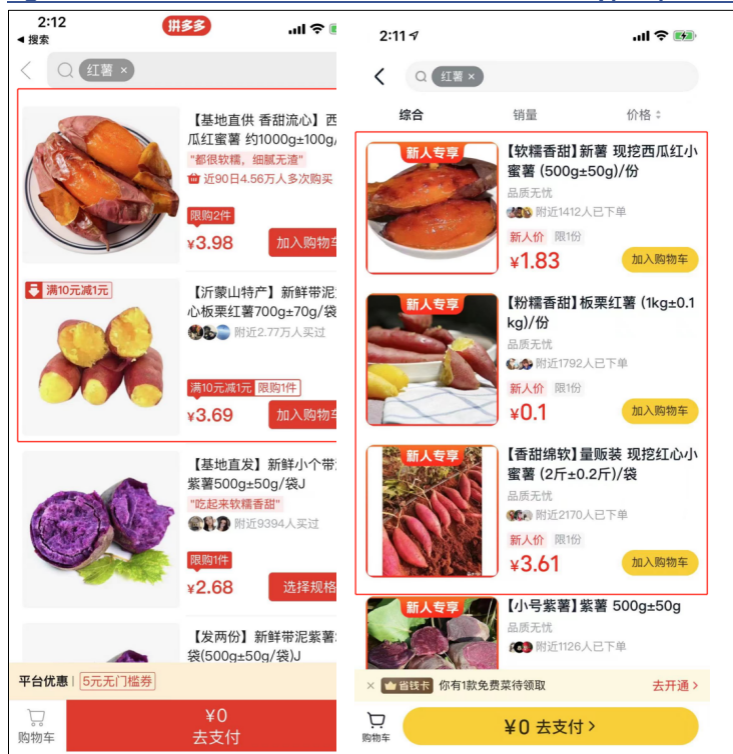 2:12
拼多多
◀ 搜索
红薯 ×
【基地直供 香甜流心】西
瓜红蜜薯 约1000g±100g/
"都很软糯，细腻无渣"
近90日4.56万人多次购买
限购2件
¥3.98
加入购物车
满10元减1元
【沂蒙山特产】新鲜带泥
心板栗红薯700g±70g/袋
附近2.77万人买过
满10元减1元 限购1件
¥3.69
加入购物车
【基地直发】新鲜小个带
紫薯500g±50g/袋J
"吃起来软糯香甜"
附近9394人买过
限购1件
¥2.68
选择规格
【发两份】新鲜带泥紫薯
袋(500g±50g/袋)J
平台优惠 | 5元无门槛券
购物车
¥0
去支付
2:11
红薯 ×
综合 销量 价格
新人专享
【软糯香甜】新薯 现挖西瓜红小
蜜薯 (500g±50g)/份
品质无忧
附近1412人已下单
新人价 限1份
¥1.83
加入购物车
新人专享
【粉糯香甜】板栗红薯 (1kg±0.1
kg)/份
品质无忧
附近1792人已下单
新人价 限1份
¥0.1
加入购物车
新人专享
【香甜绵软】量贩装 现挖红心小
蜜薯 (2斤±0.2斤)/袋
品质无忧
附近2170人已下单
新人价 限1份
¥3.61
加入购物车
新人专享
【小号紫薯】紫薯 500g±50g
品质无忧
附近1126人已下单
× 省钱卡 你有1款免费菜待领取 去开通 >
购物车
¥0 去支付 >